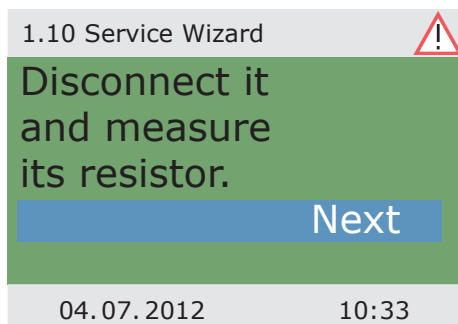 1.10 Service Wizard
!
Disconnect it
and measure
its resistor.
Next
04.07.2012 10:33